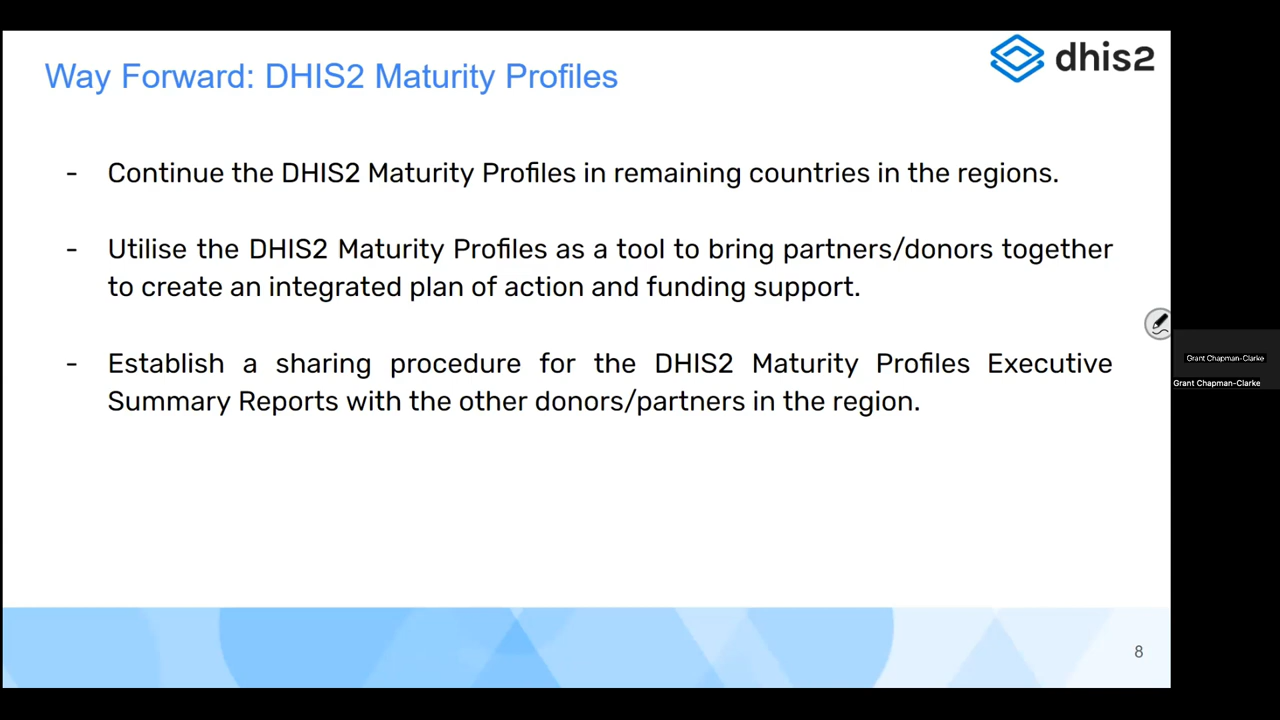 dhis2
Way Forward: DHIS2 Maturity Profiles
- Continue the DHIS2 Maturity Profiles in remaining countries in the regions.
- Utilise the DHIS2 Maturity Profiles as a tool to bring partners/donors together
to create an integrated plan of action and funding support.
- Establish a sharing procedure for the DHIS2 Maturity Profiles Executive
Summary Reports with the other donors/partners in the region.
Grant Chapman-Clarke
Grant Chapman-Clarke
8